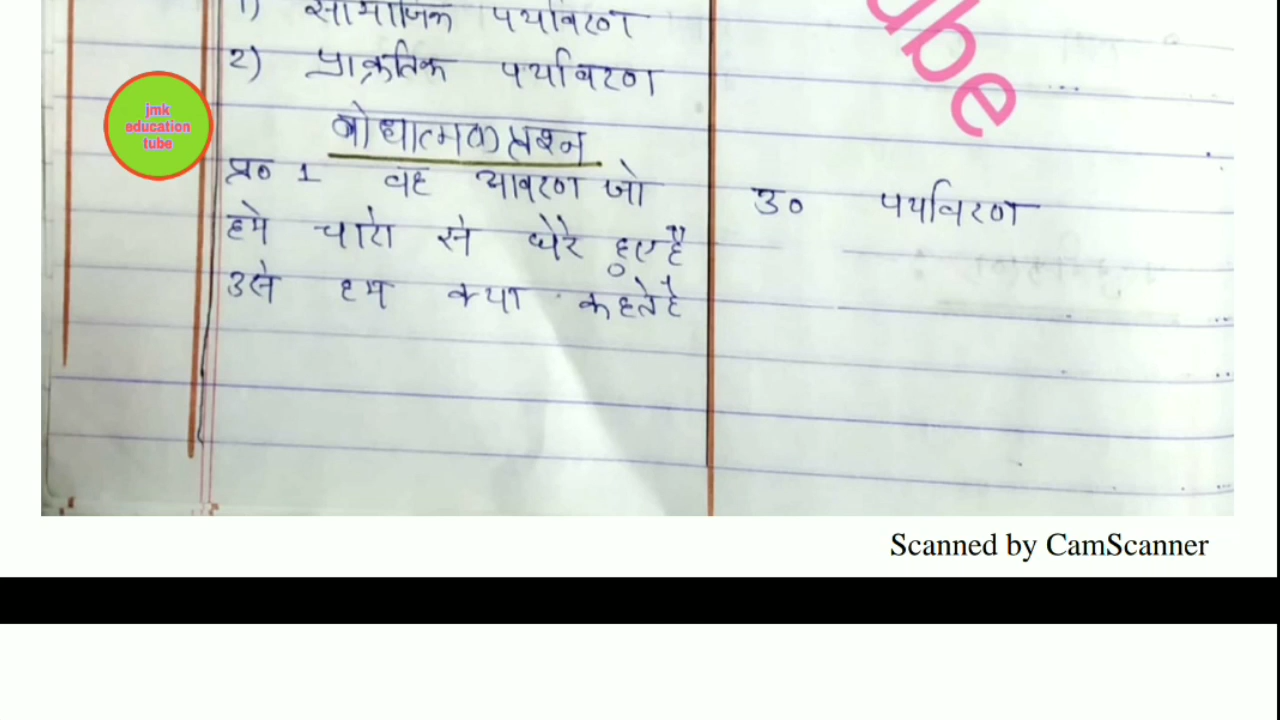 1) सामाजिक पर्यावरण
2) प्राकृतिक पर्यावरण
jmk
education
tube
बोधात्मक प्रश्न
प्र० 1 वह आवरण जो
हमे चारो से घेरे हुए है
उसे हम क्या कहते है
उ० पर्यावरण
ube
Scanned by CamScanner